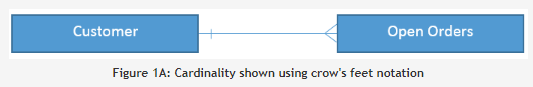 Customer
Open Orders
Figure 1A: Cardinality shown using crow's feet notation